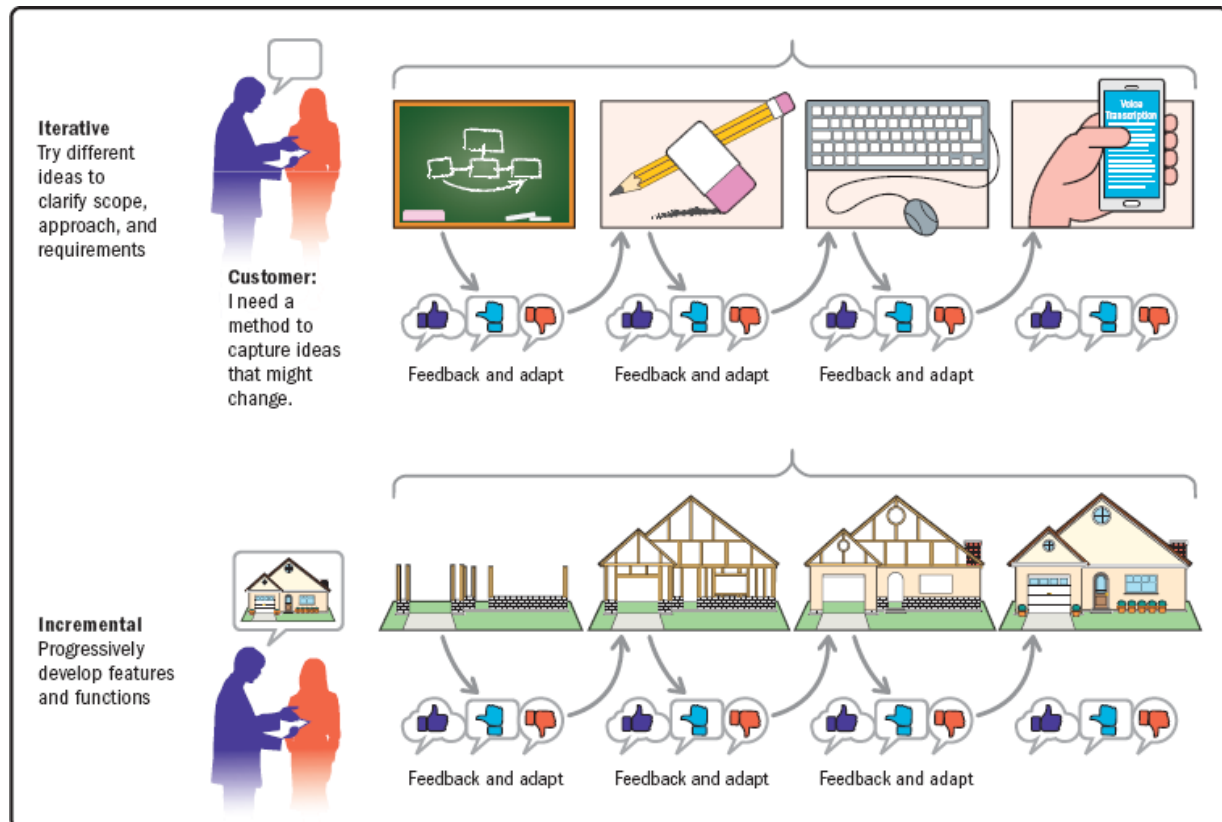 Iterative
Try different
ideas to
clarify scope,
approach, and
requirements
Customer:
I need a
method to
capture ideas
that might
change.
Voice
Transcription
Feedback and adapt
Feedback and adapt
Feedback and adapt
Incremental
Progressively
develop features
and functions
Feedback and adapt
Feedback and adapt
Feedback and adapt